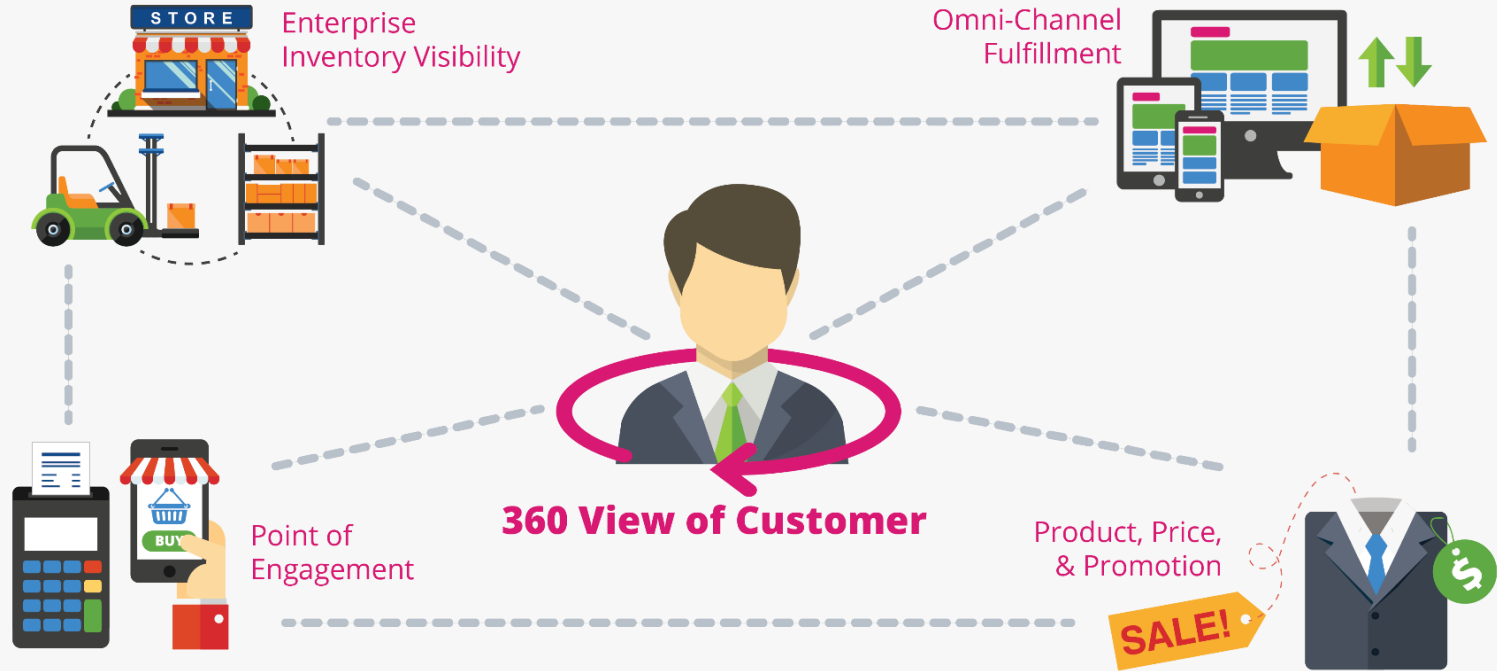 STORE
Enterprise
Inventory Visibility
Omni-Channel
Fulfillment
360 View of Customer
BUY
Point of
Engagement
Product, Price,
& Promotion
SALE!
$